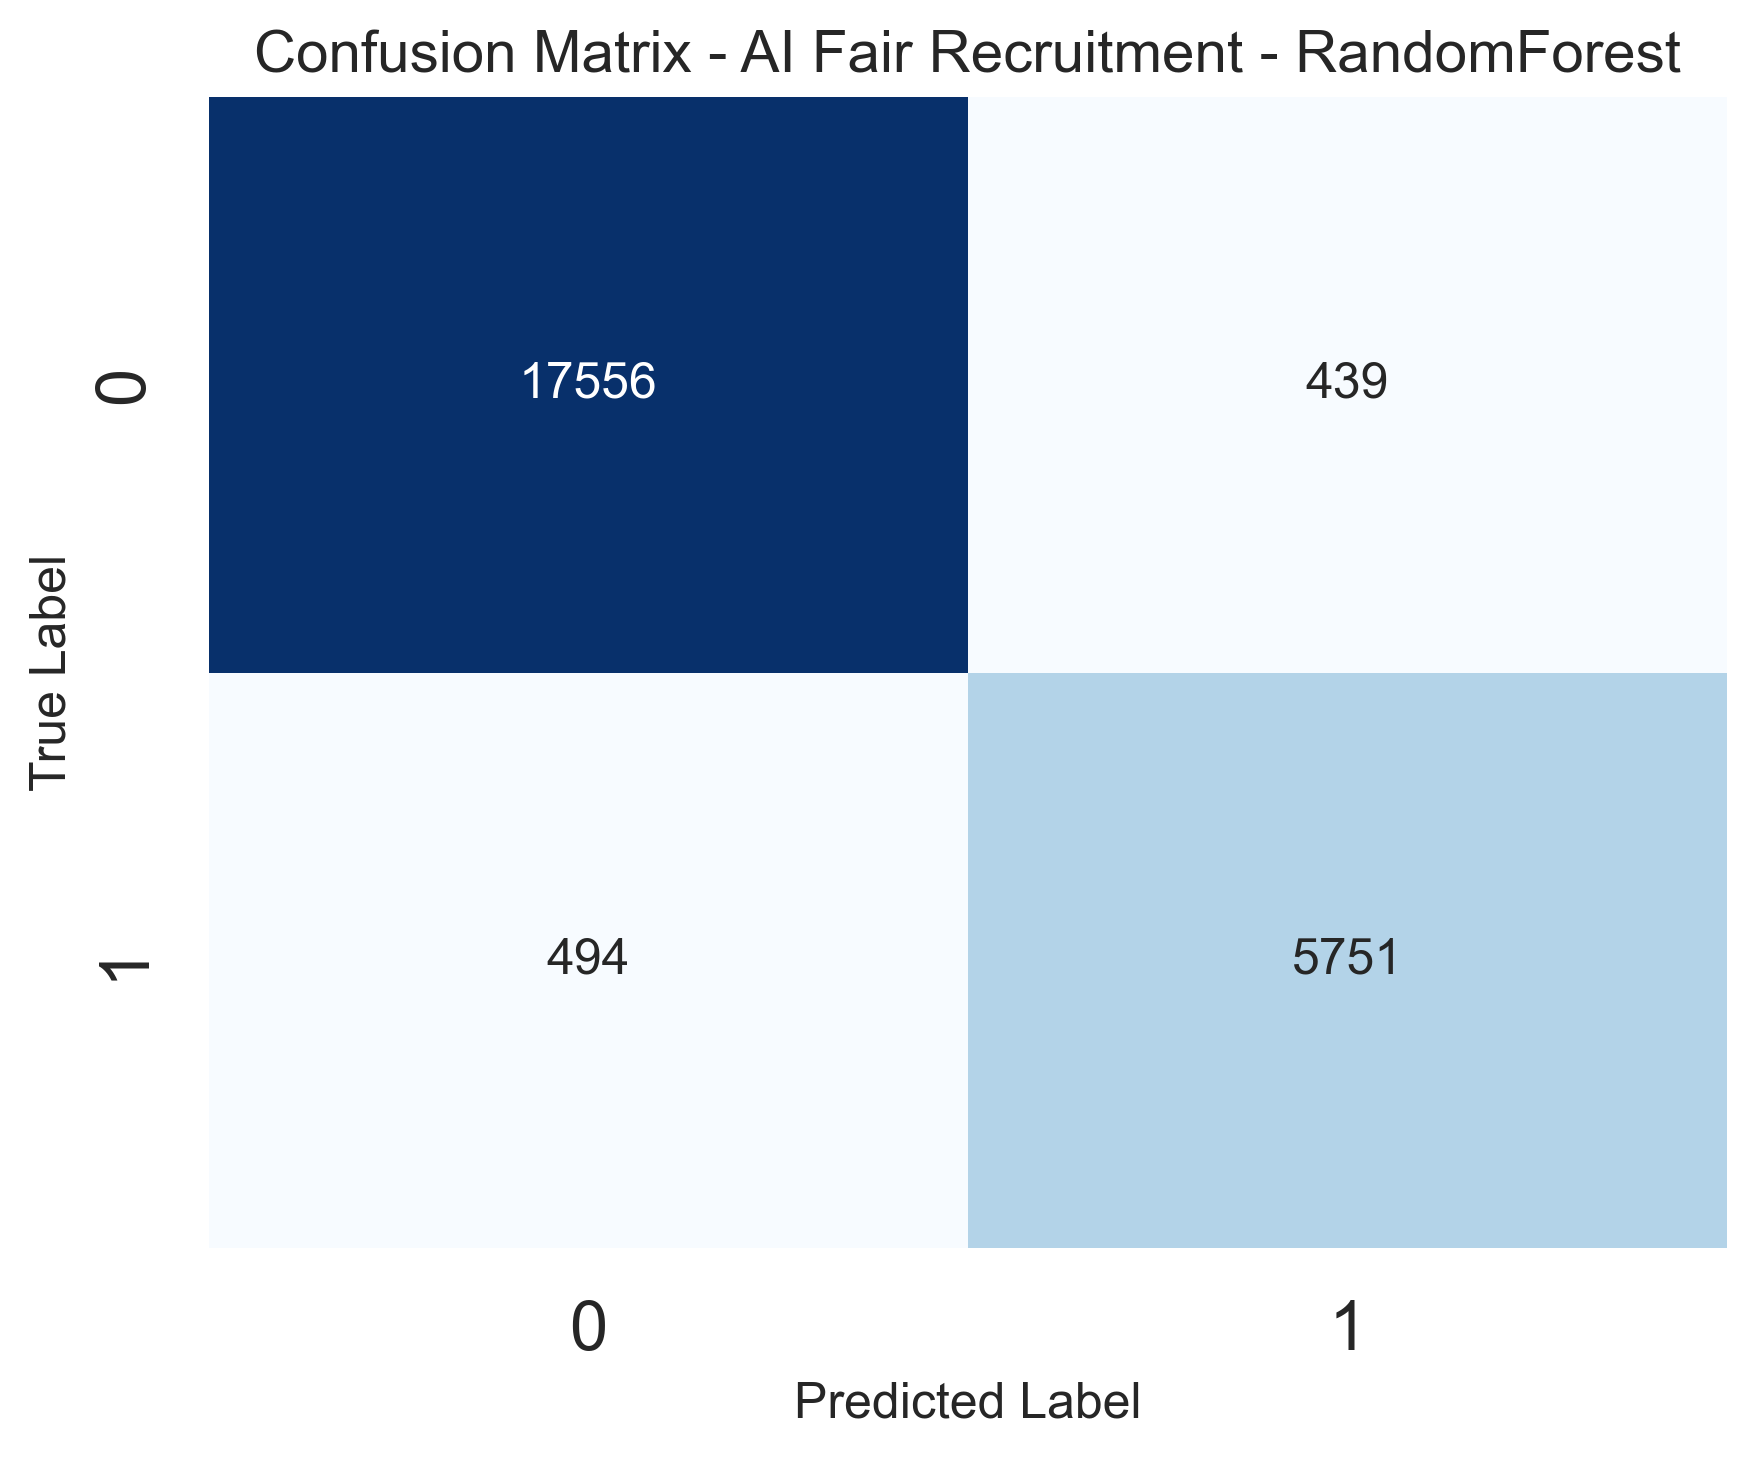 Confusion Matrix - AI Fair Recruitment - RandomForest
True Label
0
17556
439
1
494
5751
0
1
Predicted Label